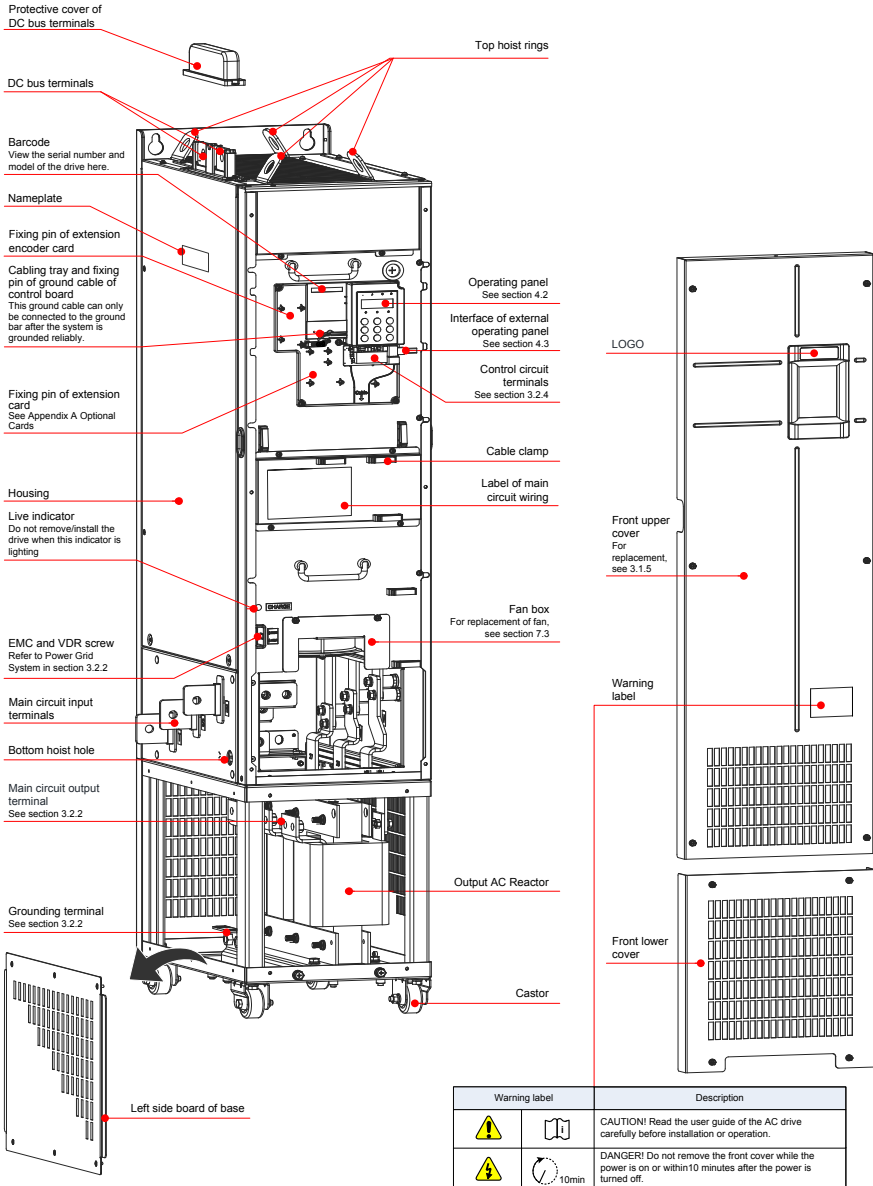 Protective cover of
DC bus terminals
DC bus terminals
Barcode
View the serial number and
model of the drive here.
Nameplate
Fixing pin of extension
encoder card
Cabling tray and fixing
pin of ground cable of
control board
This ground cable can only
be connected to the ground
bar after the system is
grounded reliably.
Fixing pin of extension
card
See Appendix A Optional
Cards
Housing
Live indicator
Do not remove/install the
drive when this indicator is
lighting
EMC and VDR screw
Refer to Power Grid
System in section 3.2.2
Main circuit input
terminals
Bottom hoist hole
Main circuit output
terminal
See section 3.2.2
Grounding terminal
See section 3.2.2
Left side board of base
CHARGE
Top hoist rings
Operating panel
See section 4.2
Interface of external
operating panel
See section 4.3
Control circuit
terminals
See section 3.2.4
Cable clamp
Label of main
circuit wiring
Fan box
For replacement of fan,
see section 7.3
Output AC Reactor
Castor
LOGO
Front upper
cover
For
replacement,
see 3.1.5
Warning
label
Front lower
cover
Warning label Description
i CAUTION! Read the user guide of the AC drive
carefully before installation or operation.
10min DANGER! Do not remove the front cover while the
power is on or within10 minutes after the power is
turned off.